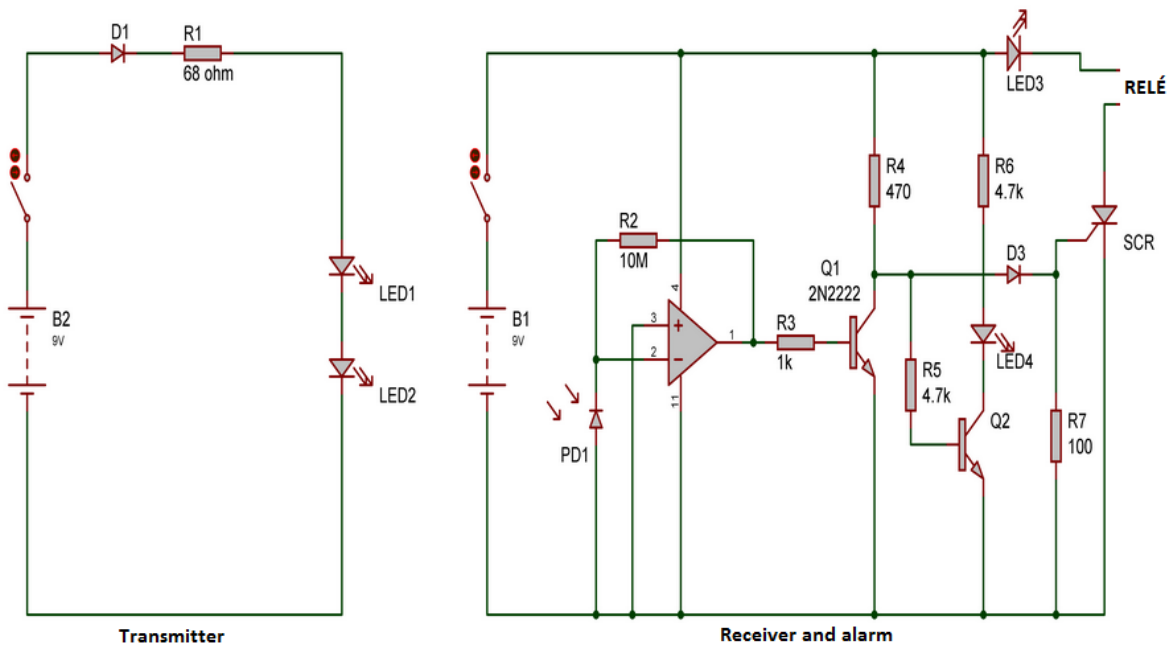 D1
R1
68 ohm
B2
9V
LED1
LED2
Transmitter
B1
9V
R2
10M
4
3
2
1
11
PD1
R3
1k
Q1
2N2222
R4
470
R5
4.7k
R6
4.7k
LED3
RELÉ
D3
SCR
LED4
Q2
R7
100
Receiver and alarm